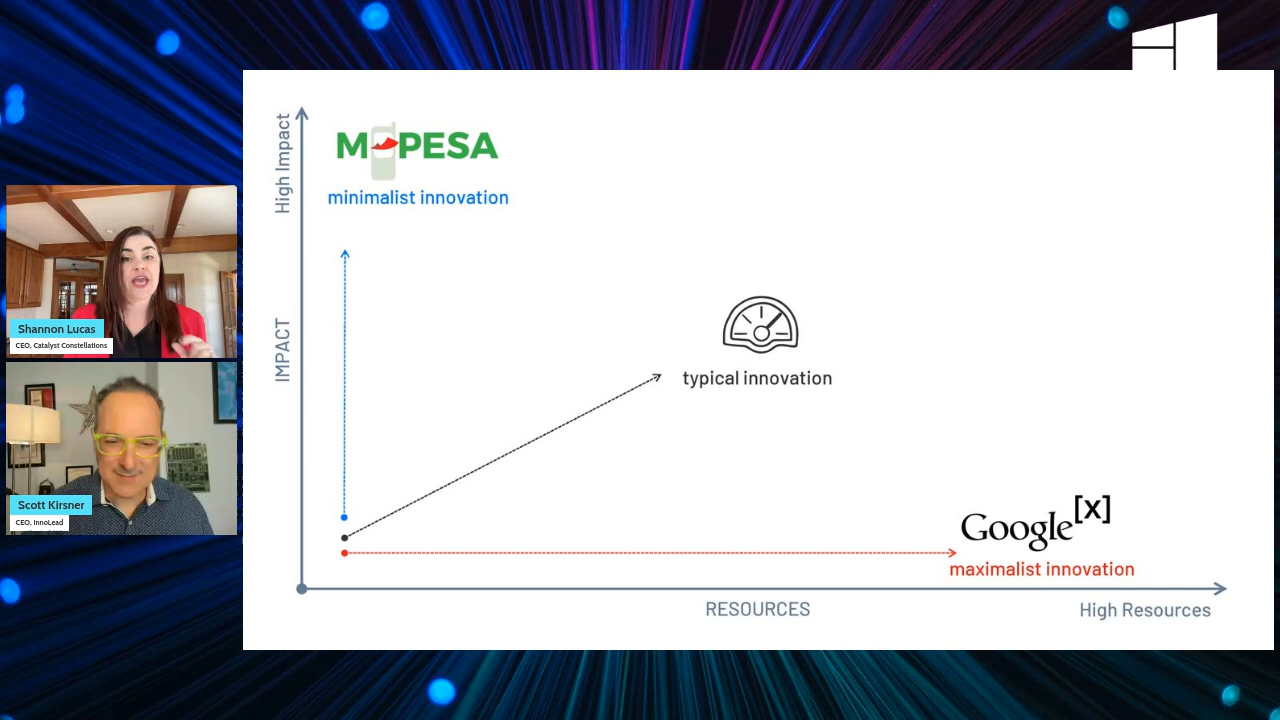 Shannon Lucas
CEO, Catalyst Constellations
Scott Kirsner
CEO, InnoLead
High Impact
IMPACT
M-PESA
minimalist innovation
typical innovation
Google[x]
maximalist innovation
RESOURCES
High Resources